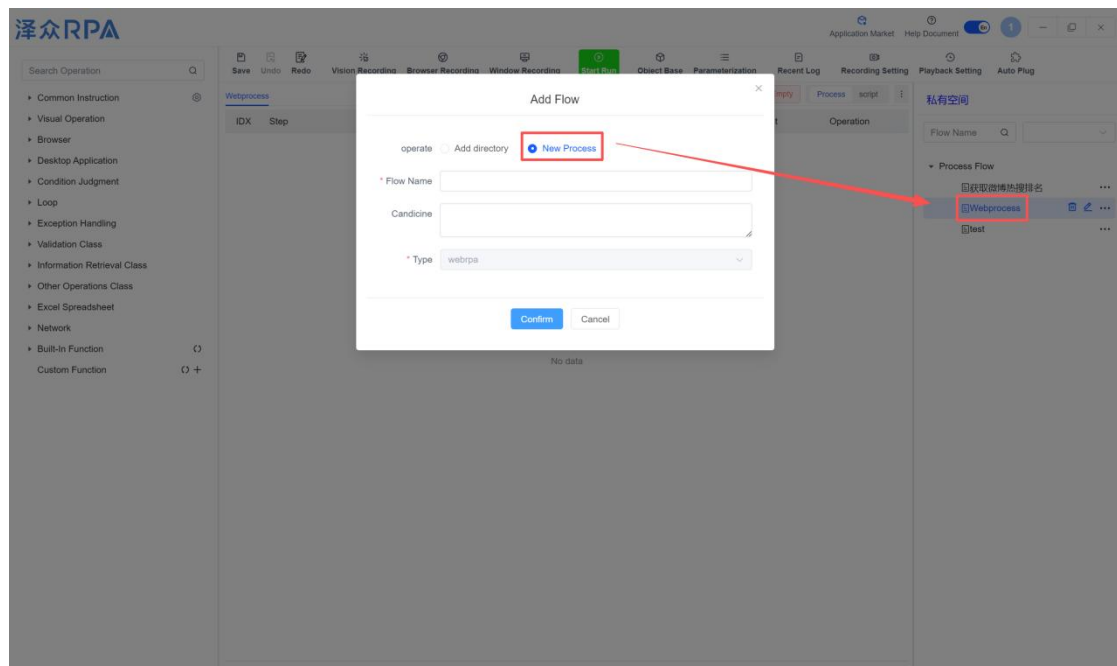 泽众RPA
Application Market Help Document En 1
Search Operation
Save Undo Redo Vision Recording Browser Recording Window Recording Start Run Object Base Parameterization Recent Log Recording Setting Playback Setting Auto Plug
Common Instruction
Visual Operation
Browser
Desktop Application
Condition Judgment
Loop
Exception Handling
Validation Class
Information Retrieval Class
Other Operations Class
Excel Spreadsheet
Network
Built-In Function
Custom Function
Webprocess
Process script
IDX Step
Operation
Add Flow
operate Add directory New Process
* Flow Name
Candicine
* Type webrpa
Confirm Cancel
No data
私有空间
Flow Name
Process Flow
获取微博热搜排名
Webprocess
test